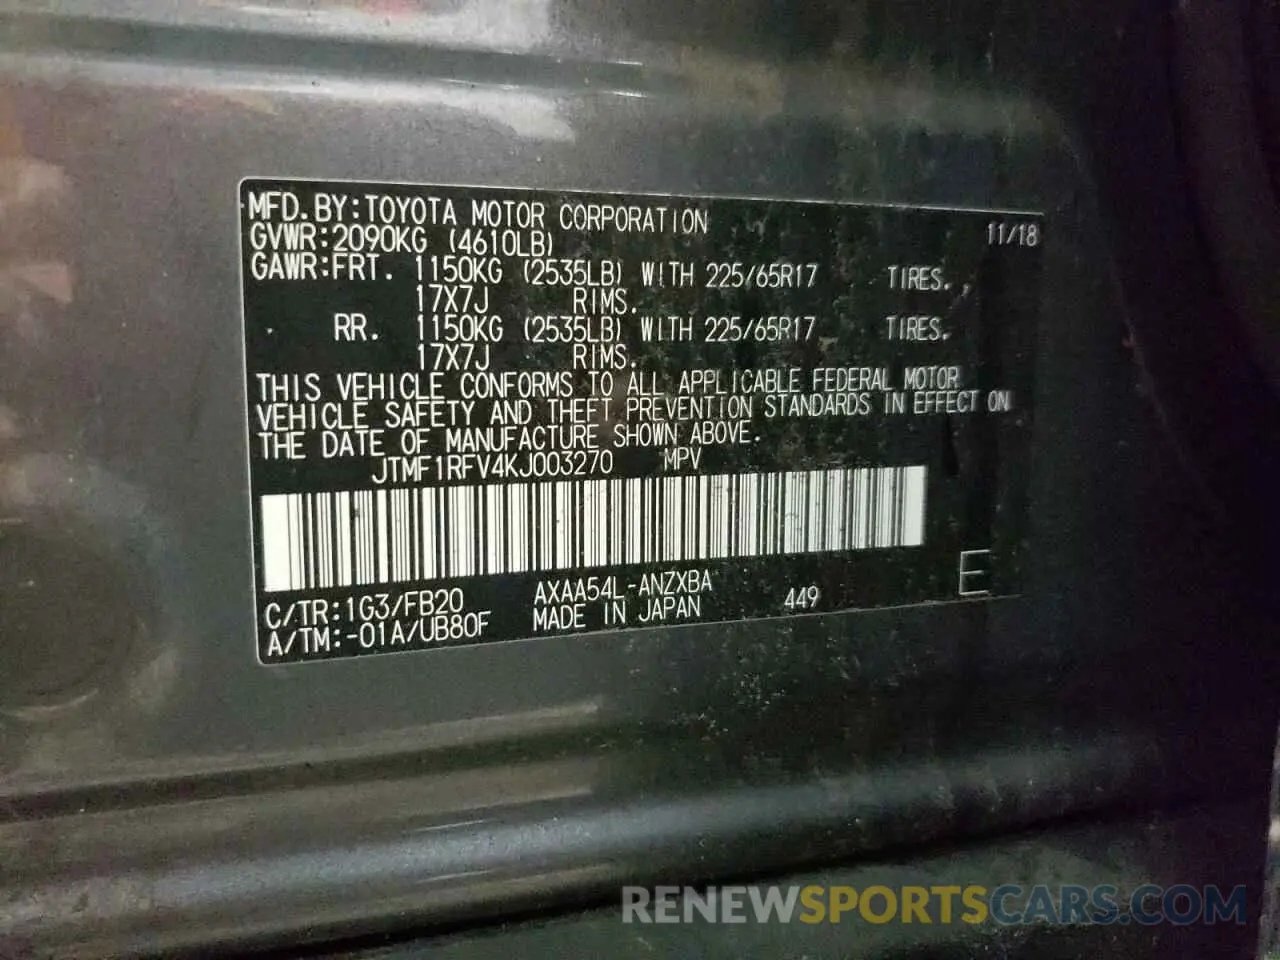 MFD.BY:TOYOTA MOTOR CORPORATION 11/18
GVWR:2090KG (4610LB)
GAWR:FRT. 1150KG (2535LB) WITH 225/65R17 TIRES.,
17X7J RIMS.
RR. 1150KG (2535LB) WITH 225/65R17 TIRES.
17X7J RIMS.
THIS VEHICLE CONFORMS TO ALL APPLICABLE FEDERAL MOTOR
VEHICLE SAFETY AND THEFT PREVENTION STANDARDS IN EFFECT ON
THE DATE OF MANUFACTURE SHOWN ABOVE.
JTMF1RFV4KJ003270 MPV
C/TR:1G3/FB20 AXAA54L-ANZXBA 449 E
A/TM:-01A/UB80F MADE IN JAPAN
RENEWSPORTSCARS.COM